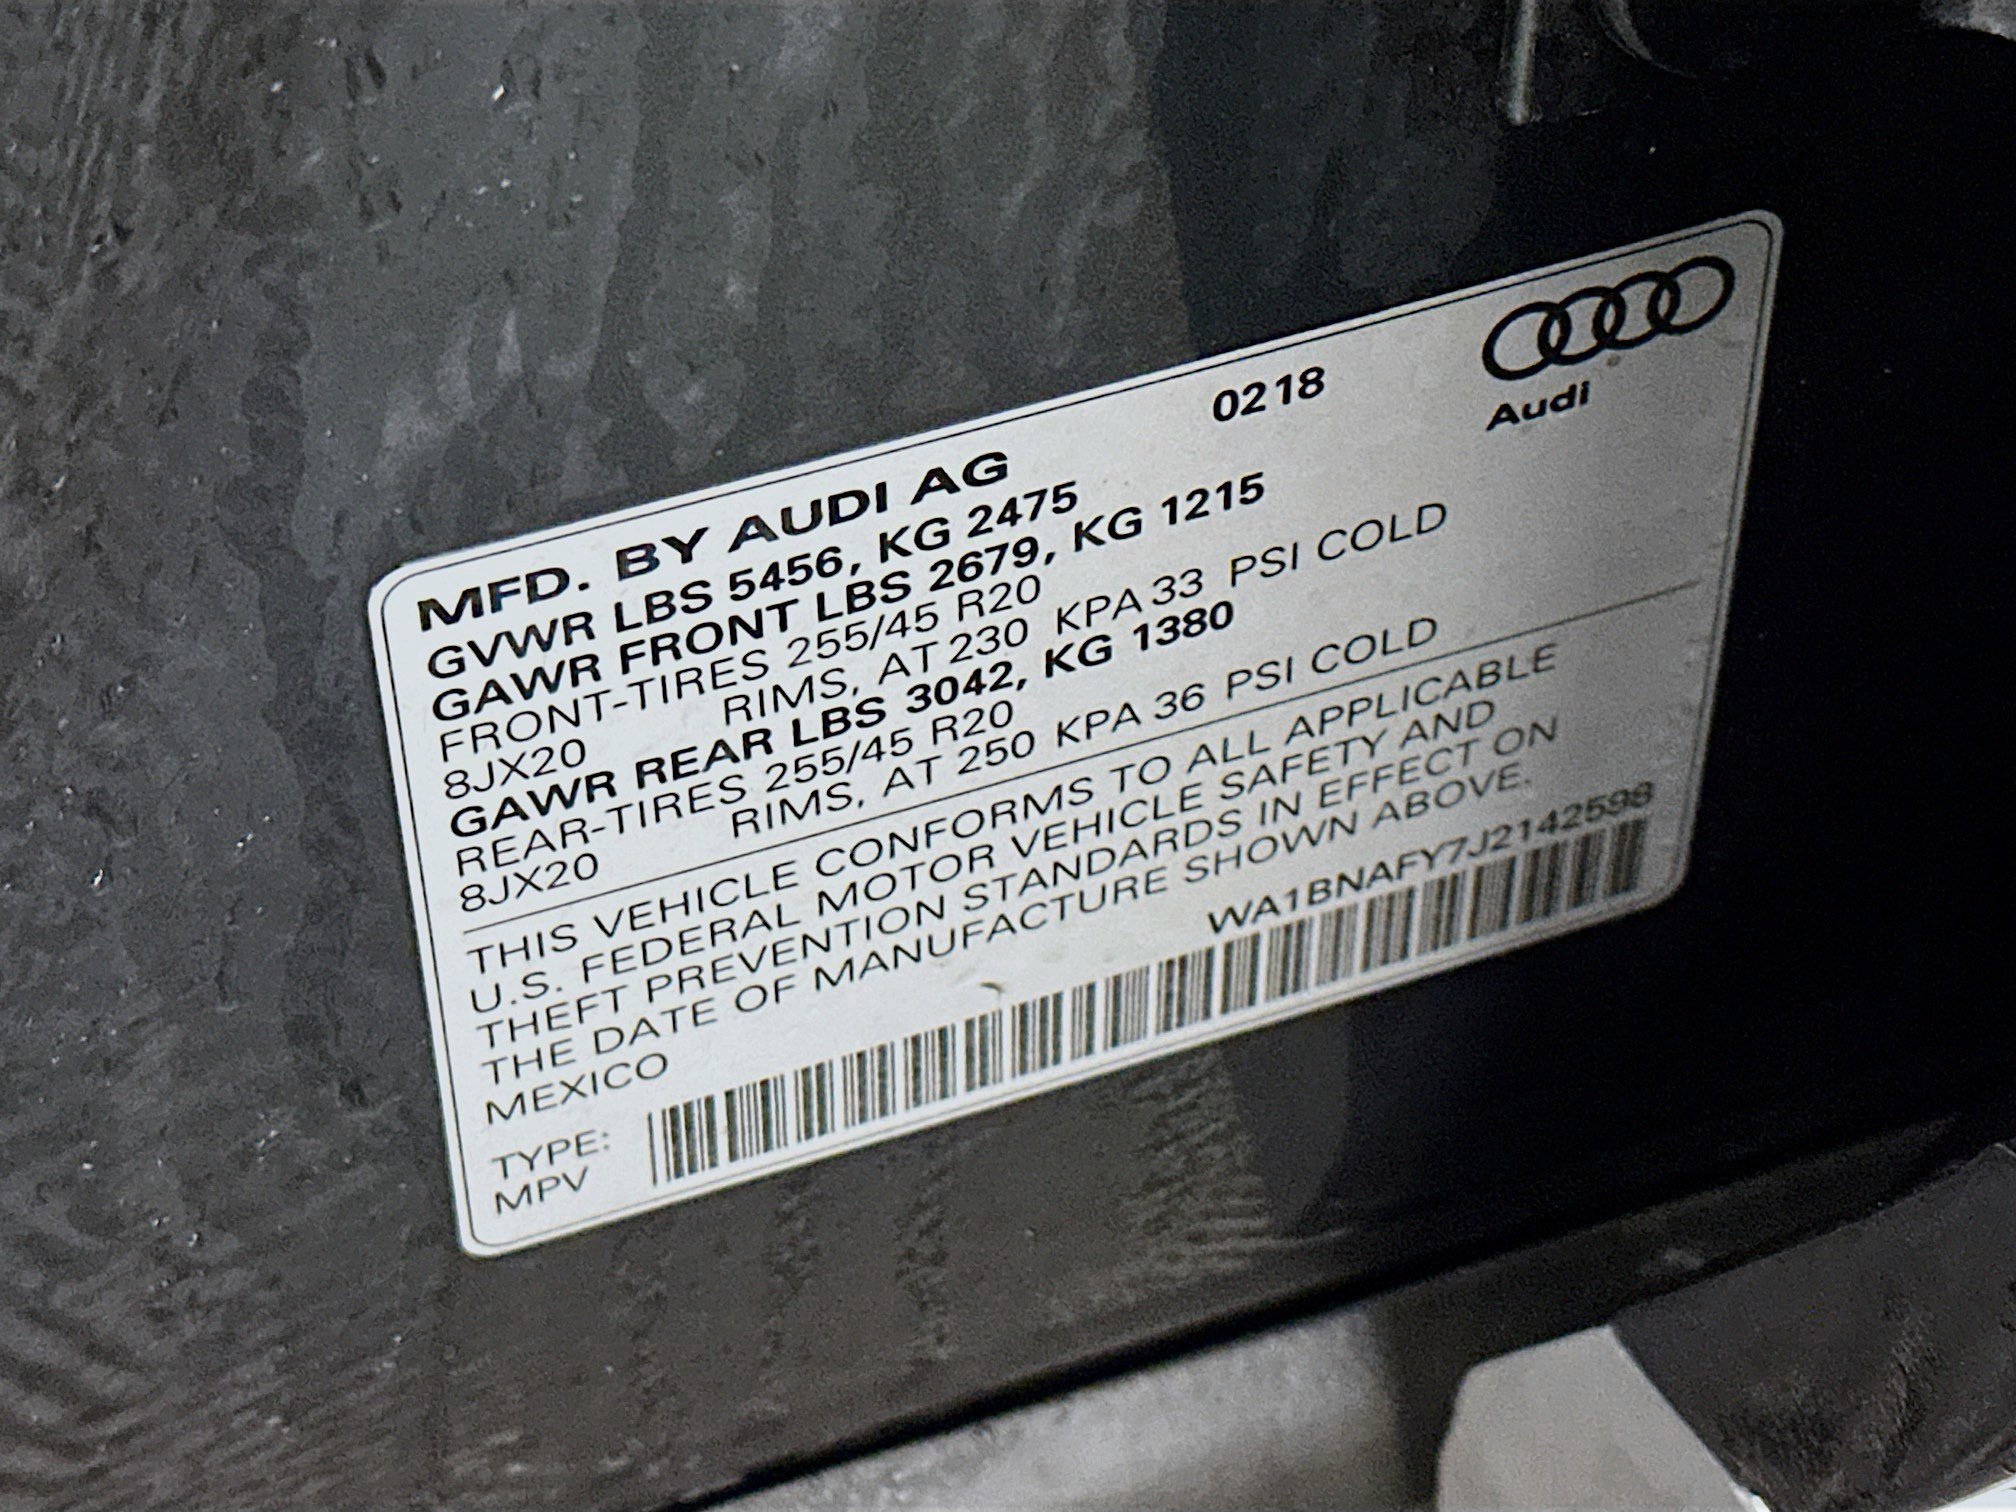 0218
Audi
MFD. BY AUDI AG
GVWR LBS 5456, KG 2475
GAWR FRONT LBS 2679, KG 1215
FRONT-TIRES 255/45 R20
8JX20 RIMS, AT 230 KPA 33 PSI COLD
GAWR REAR LBS 3042, KG 1380
REAR-TIRES 255/45 R20
8JX20 RIMS, AT 250 KPA 36 PSI COLD
THIS VEHICLE CONFORMS TO ALL APPLICABLE
U.S. FEDERAL MOTOR VEHICLE SAFETY AND
THEFT PREVENTION STANDARDS IN EFFECT ON
THE DATE OF MANUFACTURE SHOWN ABOVE.
MEXICO
WA1BNAFY7J2142598
TYPE:
MPV